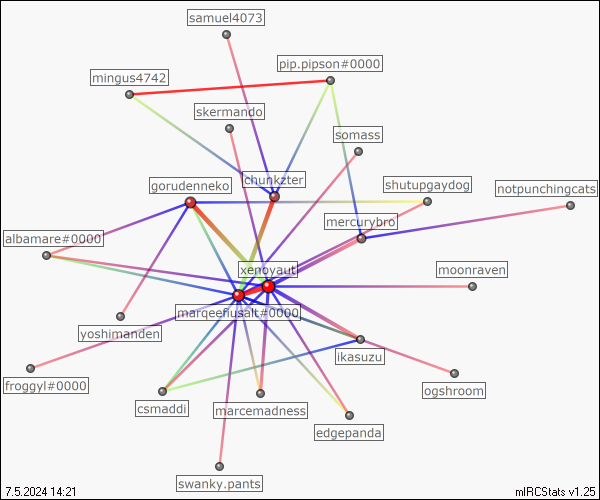 samuel4073
pip.pipson#0000
mingus4742
skermando
somass
chunkzter
gorudenneko
shutupgaydog
notpunchingcats
mercurybro
albamare#0000
xenoyaut
moonraven
marqeefiusalt#0000
yoshimanden
ikasuzu
froggyl#0000
ogshroom
csmaddi
marcemadness
edgepanda
swanky.pants
7.5.2024 14:21
mIRCStats v1.25